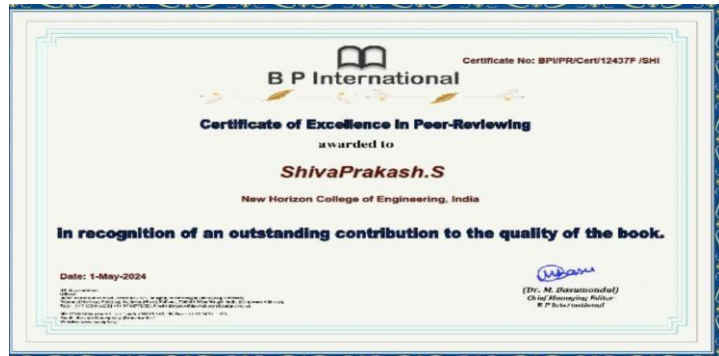 B P International
Certificate No: BPI/PR/Cert/12437F /SHI
Certificate of Excellence in Peer-Reviewing
awarded to
ShivaPrakash.S
New Horizon College of Engineering, India
in recognition of an outstanding contribution to the quality of the book.
Date: 1-May-2024
(Dr. M. Basumondal)
Chief Managing Editor
B P International